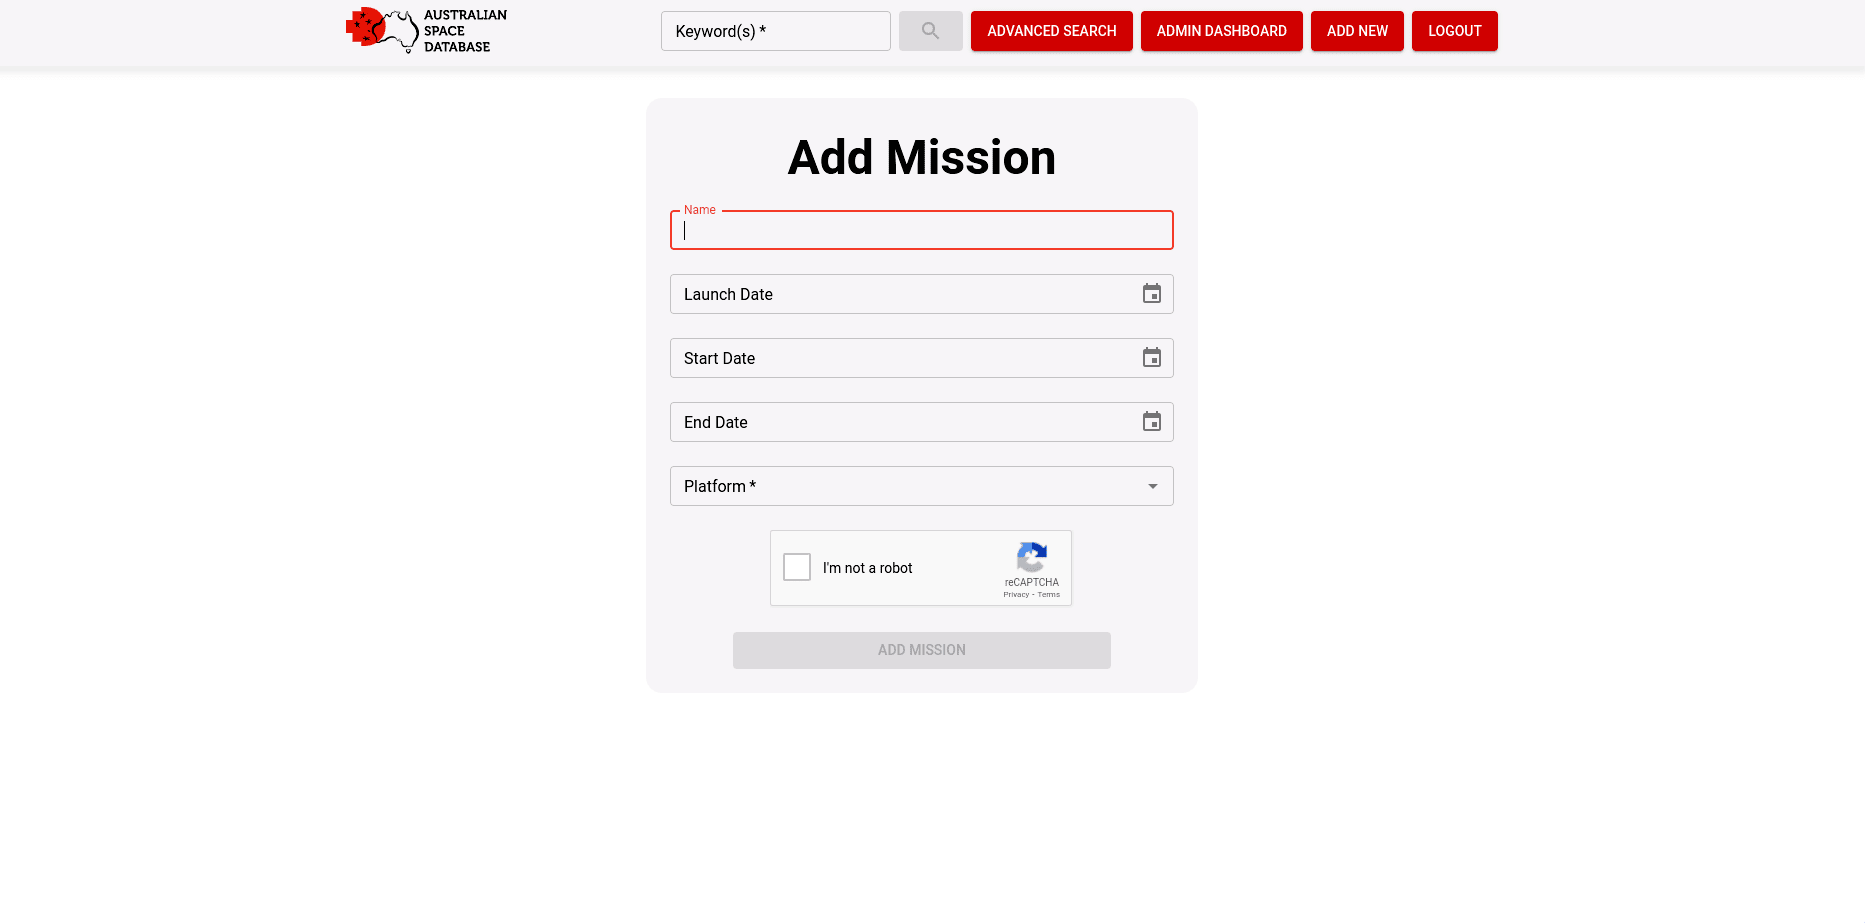 AUSTRALIAN
SPACE
DATABASE
Keyword(s) *
ADVANCED SEARCH
ADMIN DASHBOARD
ADD NEW
LOGOUT
Add Mission
Name
Launch Date
Start Date
End Date
Platform *
I'm not a robot
reCAPTCHA
Privacy - Terms
ADD MISSION